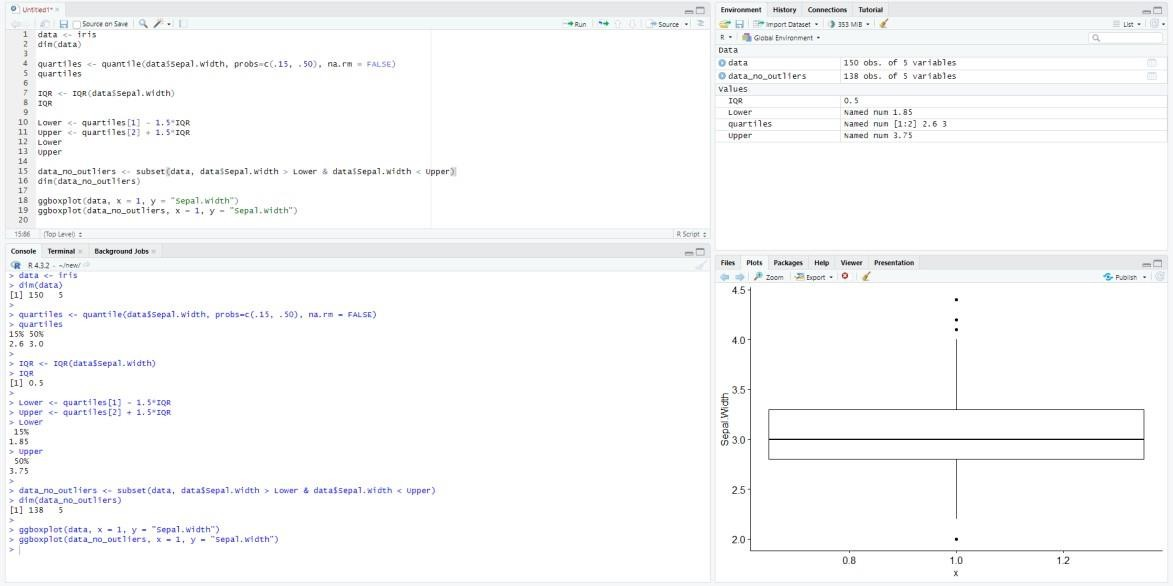 Untitled1*
Source on Save
Run
Source
1 data <- iris
2 dim(data)
3
4 quartiles <- quantile(data$Sepal.Width, probs=c(.15, .50), na.rm = FALSE)
5 quartiles
6
7 IQR <- IQR(data$Sepal.Width)
8 IQR
9
10 Lower <- quartiles[1] - 1.5*IQR
11 Upper <- quartiles[2] + 1.5*IQR
12 Lower
13 Upper
14
15 data_no_outliers <- subset(data, data$Sepal.Width > Lower & data$Sepal.Width < Upper)
16 dim(data_no_outliers)
17
18 ggboxplot(data, x = 1, y = "Sepal.Width")
19 ggboxplot(data_no_outliers, x = 1, y = "Sepal.Width")
20
15:86 (Top Level) R Script
Console Terminal Background Jobs
R 4.3.2 · ~/new/
> data <- iris
> dim(data)
[1] 150 5
>
> quartiles <- quantile(data$Sepal.Width, probs=c(.15, .50), na.rm = FALSE)
> quartiles
15% 50%
2.6 3.0
>
> IQR <- IQR(data$Sepal.Width)
> IQR
[1] 0.5
>
> Lower <- quartiles[1] - 1.5*IQR
> Upper <- quartiles[2] + 1.5*IQR
> Lower
15%
1.85
> Upper
50%
3.75
>
> data_no_outliers <- subset(data, data$Sepal.Width > Lower & data$Sepal.Width < Upper)
> dim(data_no_outliers)
[1] 138 5
>
> ggboxplot(data, x = 1, y = "Sepal.Width")
> ggboxplot(data_no_outliers, x = 1, y = "Sepal.Width")
>
Environment History Connections Tutorial
Import Dataset 353 MiB List
R Global Environment
Data
data 150 obs. of 5 variables
data_no_outliers 138 obs. of 5 variables
Values
IQR 0.5
Lower Named num 1.85
quartiles Named num [1:2] 2.6 3
Upper Named num 3.75
Files Plots Packages Help Viewer Presentation
Zoom Export Publish
4.5
4.0
3.5
3.0
2.5
2.0
Sepal.Width
0.8 1.0 1.2
x